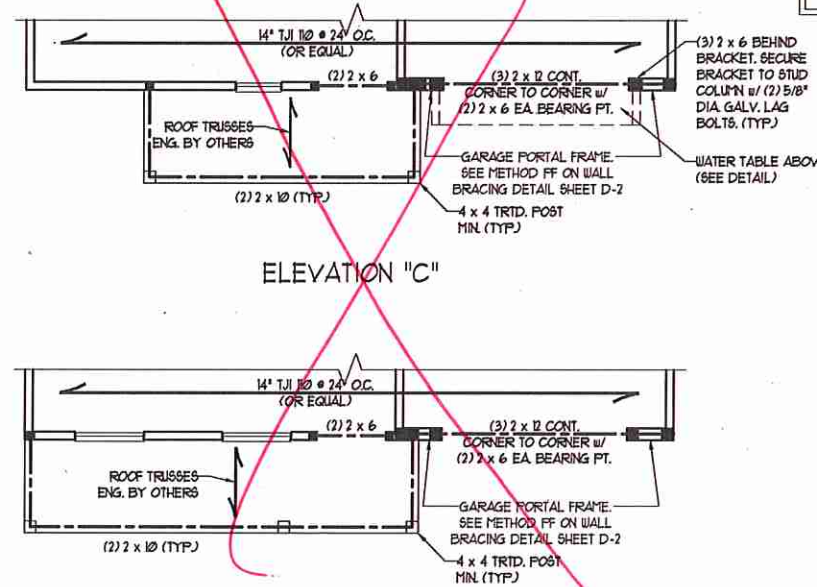 14" TJI 110 @ 24" O.C.
(OR EQUAL)
(2) 2 x 6
(3) 2 x 12 CONT.
CORNER TO CORNER w/
(2) 2 x 6 EA. BEARING PT.
(3) 2 x 6 BEHIND
BRACKET. SECURE
BRACKET TO STUD
COLUMN w/ (2) 5/8"
DIA. GALV. LAG
BOLTS. (TYP.)
ROOF TRUSSES
ENG. BY OTHERS
GARAGE PORTAL FRAME.
SEE METHOD PF ON WALL
BRACING DETAIL SHEET D-2
WATER TABLE ABOV
(SEE DETAIL)
(2) 2 x 10 (TYP.)
4 x 4 TRTD. POST
MIN. (TYP.)
ELEVATION "C"
14" TJI 110 @ 24" O.C.
(OR EQUAL)
(2) 2 x 6
(3) 2 x 12 CONT.
CORNER TO CORNER w/
(2) 2 x 6 EA. BEARING PT.
ROOF TRUSSES
ENG. BY OTHERS
GARAGE PORTAL FRAME.
SEE METHOD PF ON WALL
BRACING DETAIL SHEET D-2
(2) 2 x 10 (TYP.)
4 x 4 TRTD. POST
MIN. (TYP.)